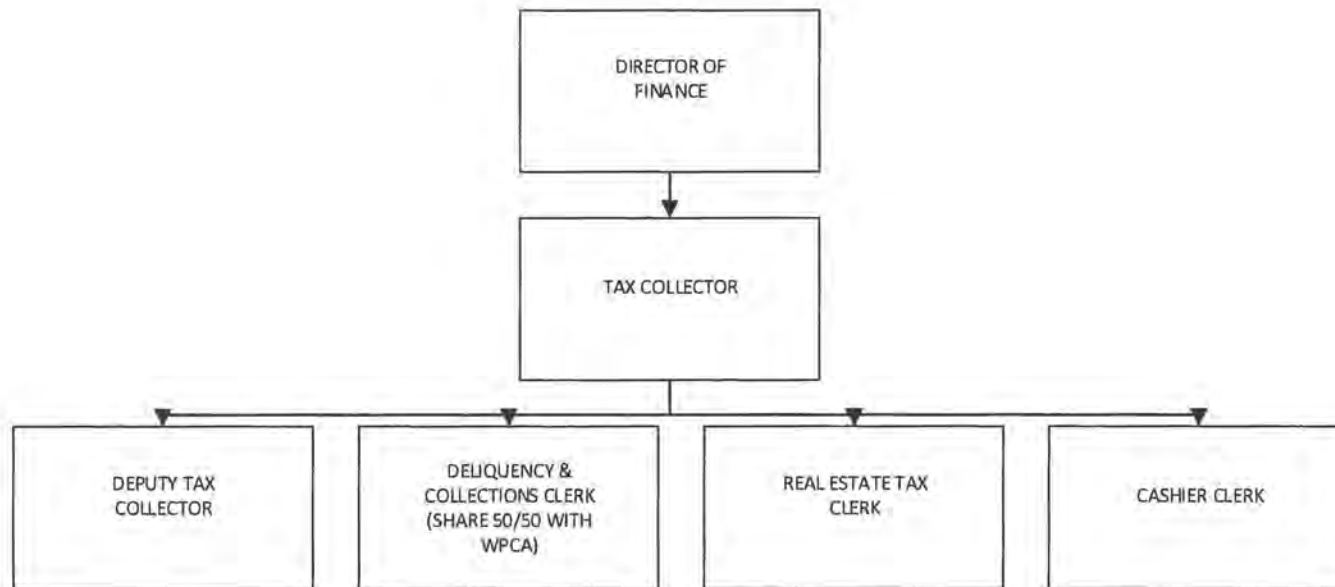 DIRECTOR OF
FINANCE
TAX COLLECTOR
DEPUTY TAX
COLLECTOR
DELIQUENCY &
COLLECTIONS CLERK
(SHARE 50/50 WITH
WPCA)
REAL ESTATE TAX
CLERK
CASHIER CLERK